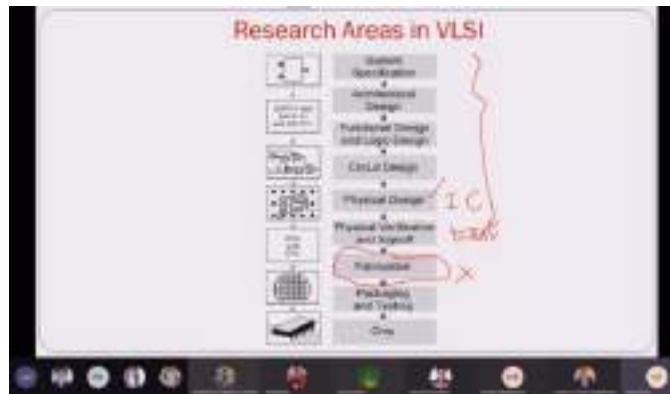 Research Areas in VLSI
System
Specification
Architectural
Design
Functional Design
and Logic Design
Circuit Design
Physical Design
I C
Physical Verification
and Signoff
Fabrication
X
Packaging
and Testing
Chip